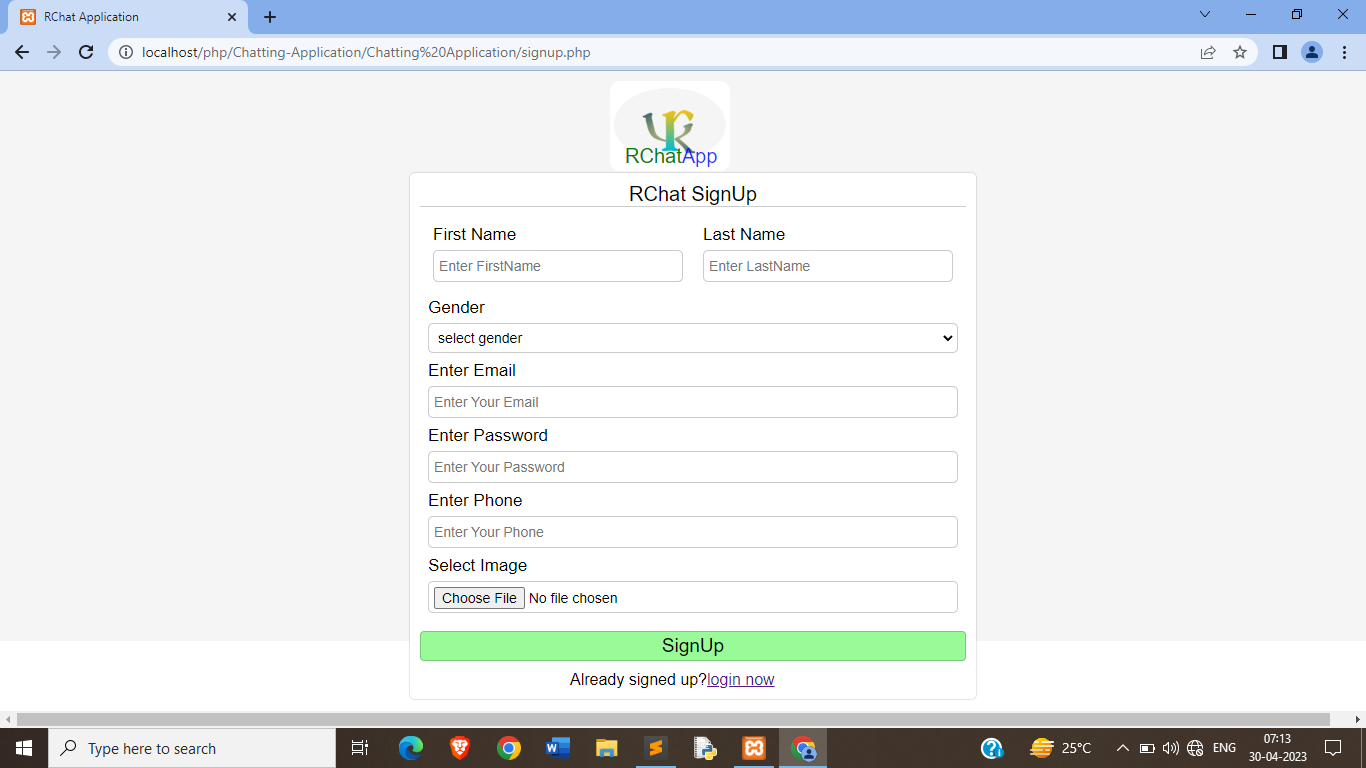 RChat Application
localhost/php/Chatting-Application/Chatting%20Application/signup.php
RChatApp
RChat SignUp
First Name Last Name
Enter FirstName Enter LastName
Gender
select gender
Enter Email
Enter Your Email
Enter Password
Enter Your Password
Enter Phone
Enter Your Phone
Select Image
Choose File No file chosen
SignUp
Already signed up?login now
Type here to search
25°C
ENG
07:13
30-04-2023